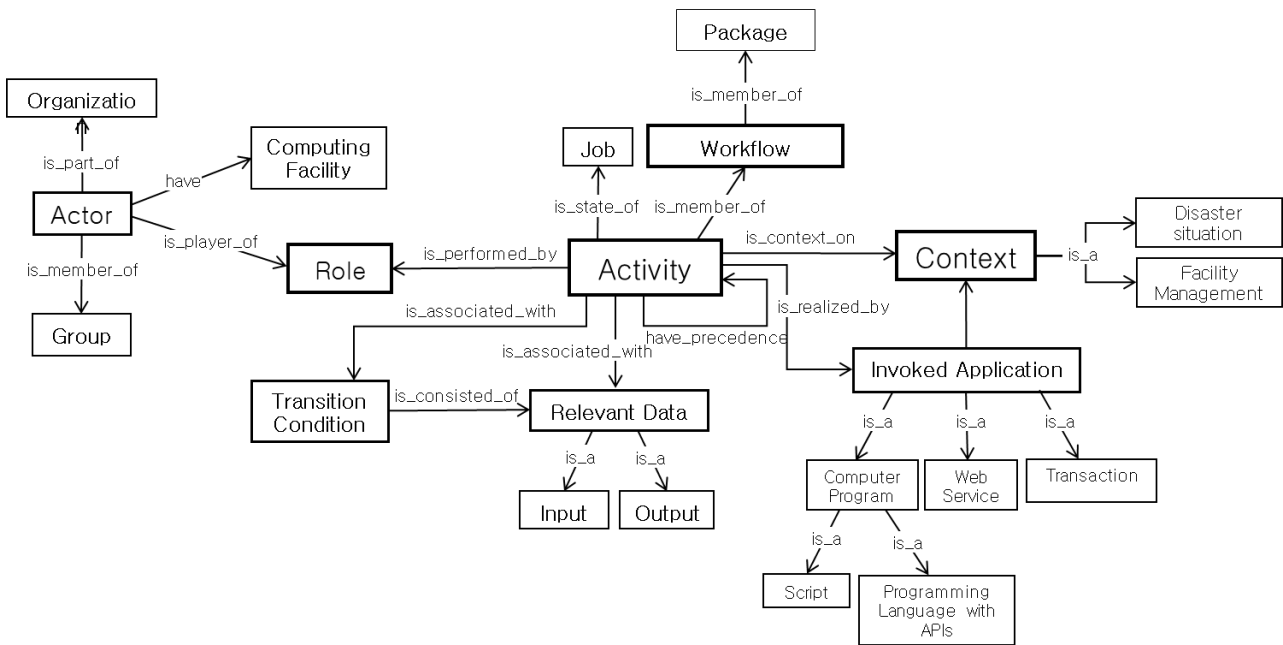 Package
Organizatio
is_member_of
Computing
Facility
Job
Workflow
is_part_of
have
Actor
is_state_of
is_member_of
Disaster
situation
is_player_of
is_context_on
is_a
Role
is_performed_by
Activity
Context
is_member_of
Facility
Management
is_associated_with
is_realized_by
Group
have_precedence
is_associated_with
Invoked Application
Transition
Condition
is_consisted_of
Relevant Data
is_a
is_a
is_a
is_a
is_a
Computer
Program
Web
Service
Transaction
Input
Output
is_a
is_a
Script
Programming
Language with
APIs